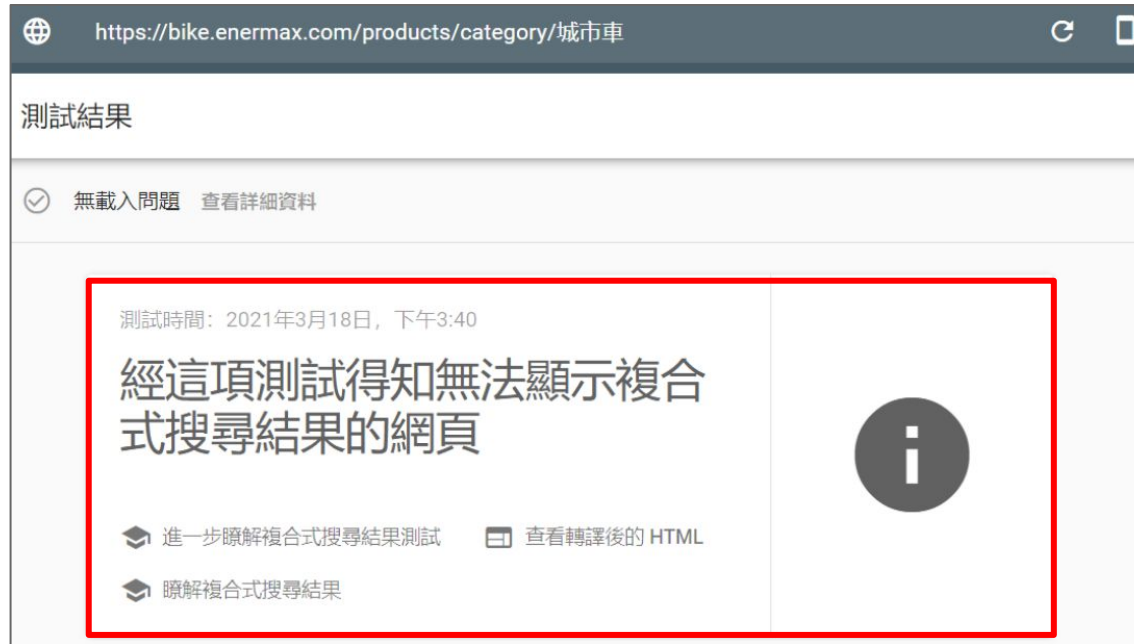 https://bike.enermax.com/products/category/城市車
測試結果
無載入問題 查看詳細資料
測試時間：2021年3月18日，下午3:40
經這項測試得知無法顯示複合
式搜尋結果的網頁
進一步瞭解複合式搜尋結果測試 查看轉譯後的 HTML
瞭解複合式搜尋結果